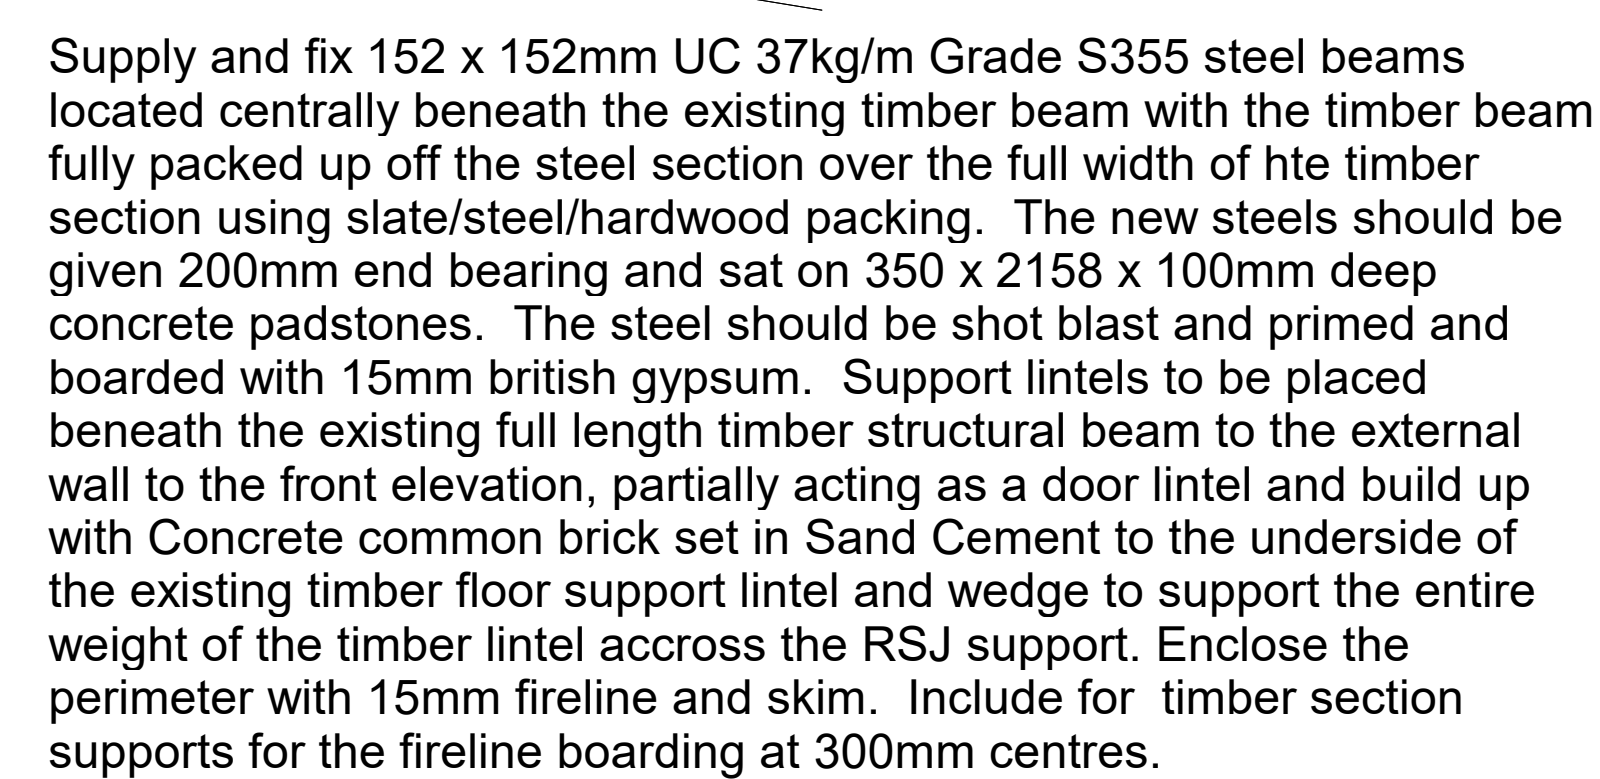 Supply and fix 152 x 152mm UC 37kg/m Grade S355 steel beams
located centrally beneath the existing timber beam with the timber beam
fully packed up off the steel section over the full width of hte timber
section using slate/steel/hardwood packing.  The new steels should be
given 200mm end bearing and sat on 350 x 2158 x 100mm deep
concrete padstones.  The steel should be shot blast and primed and
boarded with 15mm british gypsum.  Support lintels to be placed
beneath the existing full length timber structural beam to the external
wall to the front elevation, partially acting as a door lintel and build up
with Concrete common brick set in Sand Cement to the underside of
the existing timber floor support lintel and wedge to support the entire
weight of the timber lintel accross the RSJ support. Enclose the
perimeter with 15mm fireline and skim.  Include for  timber section
supports for the fireline boarding at 300mm centres.